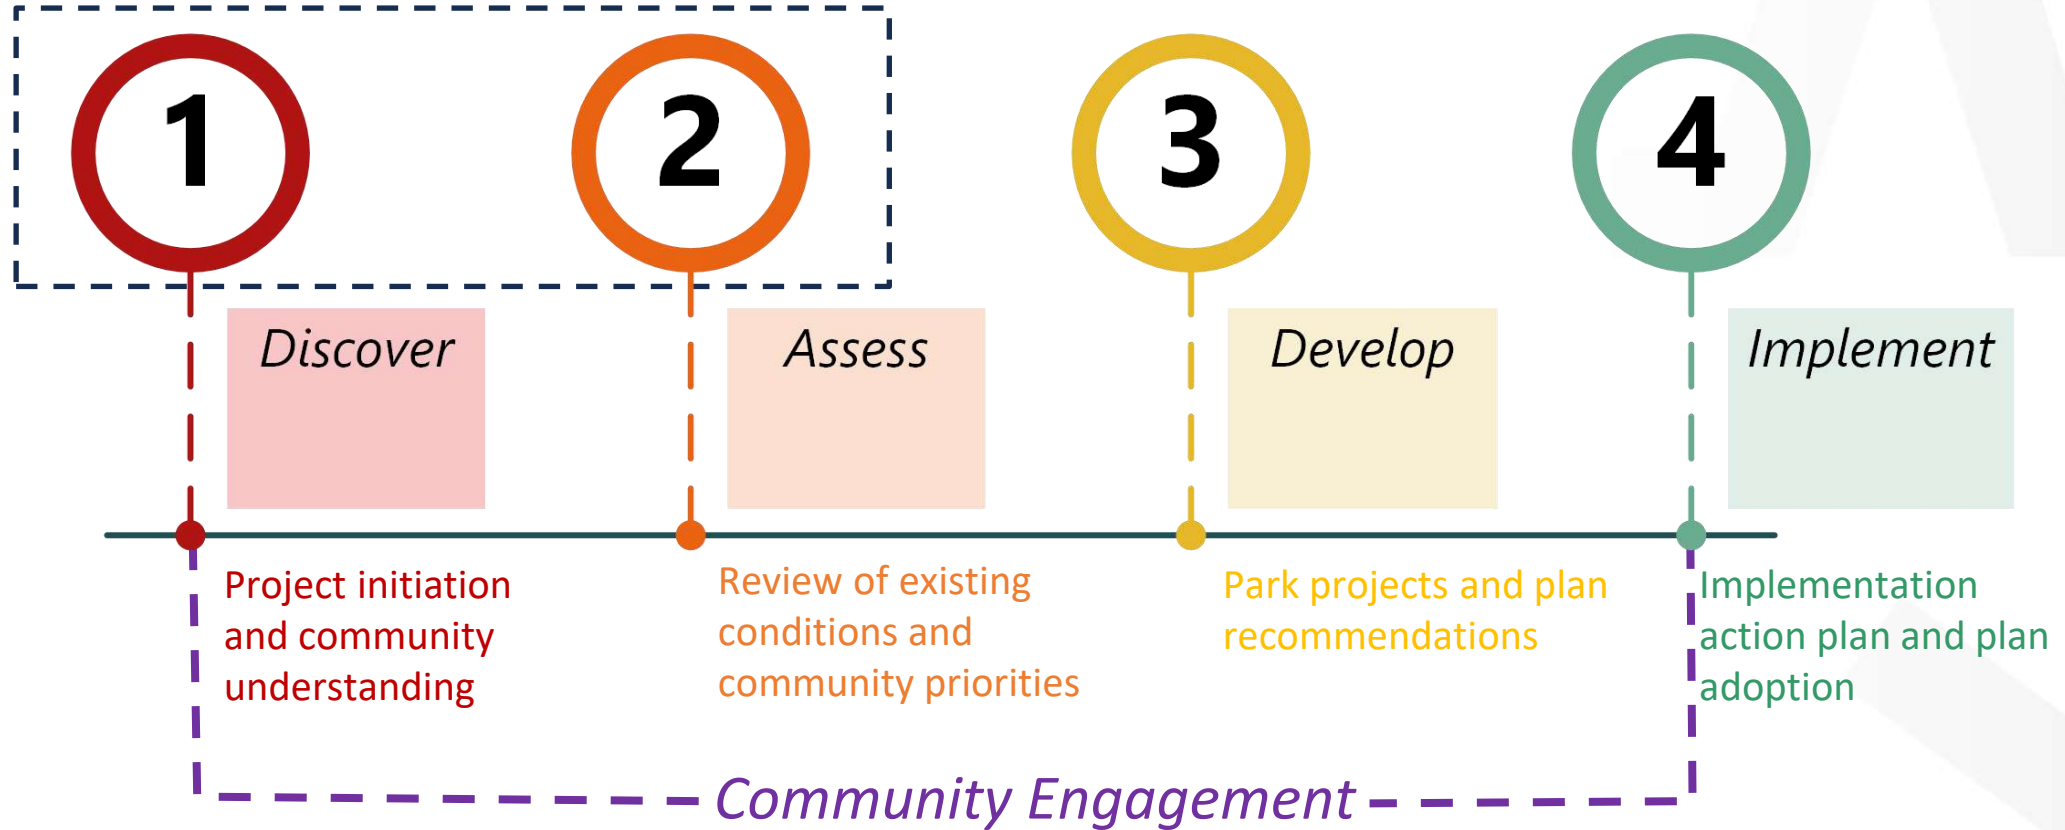 1
2
3
4
Discover
Assess
Develop
Implement
Project initiation
and community
understanding
Review of existing
conditions and
community priorities
Park projects and plan
recommendations
Implementation
action plan and plan
adoption
Community Engagement